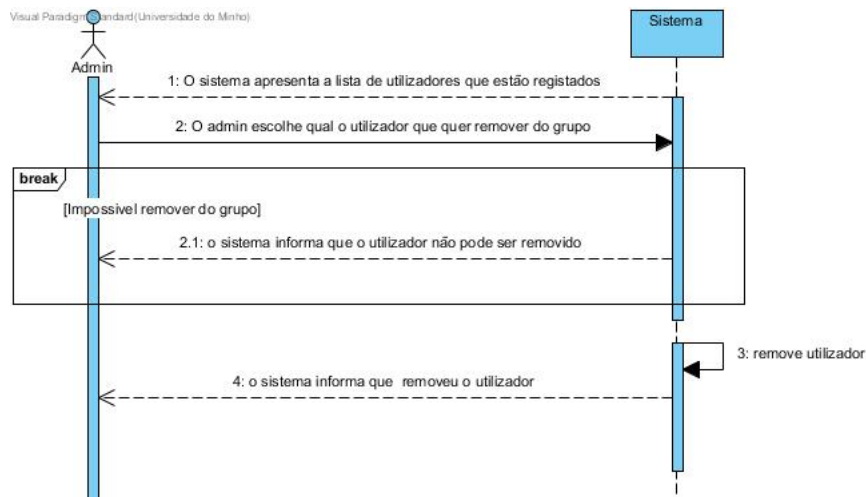 Visual Paradigm Standard(Universidade do Minho)
Sistema
Admin
1: O sistema apresenta a lista de utilizadores que estão registados
2: O admin escolhe qual o utilizador que quer remover do grupo
break
[Impossivel remover do grupo]
2.1: o sistema informa que o utilizador não pode ser removido
3: remove utilizador
4: o sistema informa que removeu o utilizador